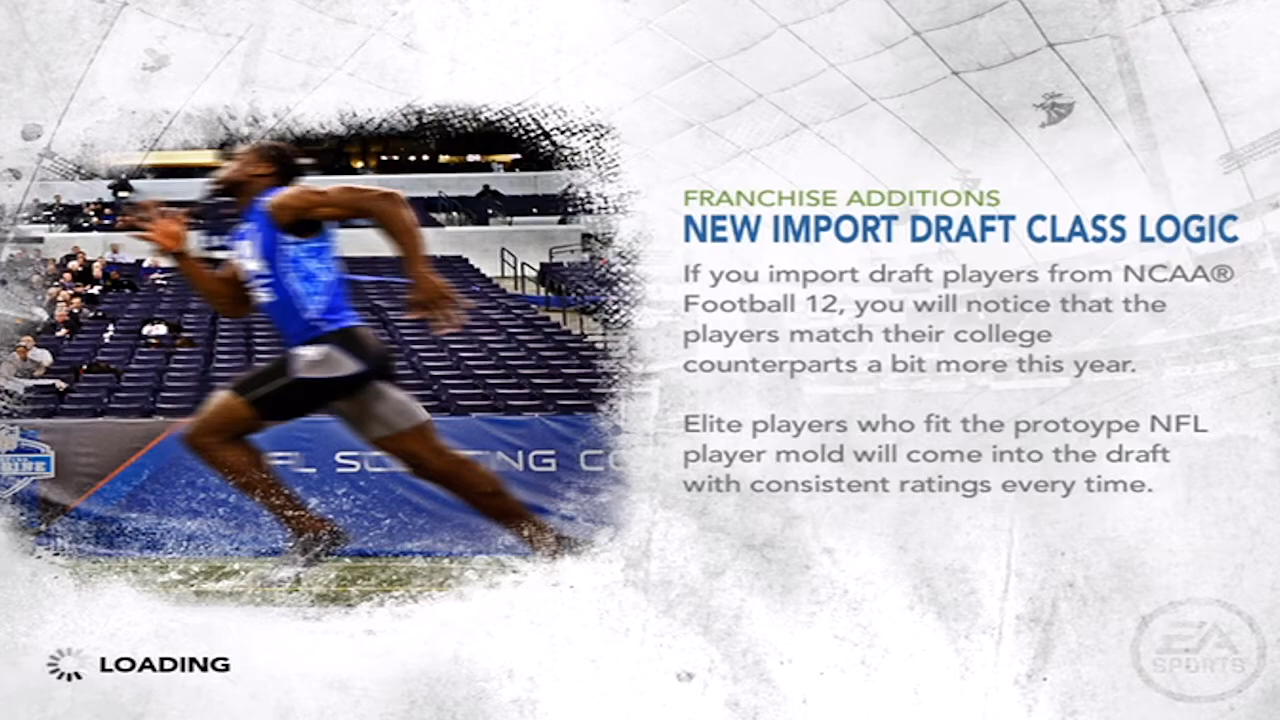 FRANCHISE ADDITIONS
NEW IMPORT DRAFT CLASS LOGIC
If you import draft players from NCAA®
Football 12, you will notice that the
players match their college
counterparts a bit more this year.
Elite players who fit the protoype NFL
player mold will come into the draft
with consistent ratings every time.
LOADING
EA
SPORTS